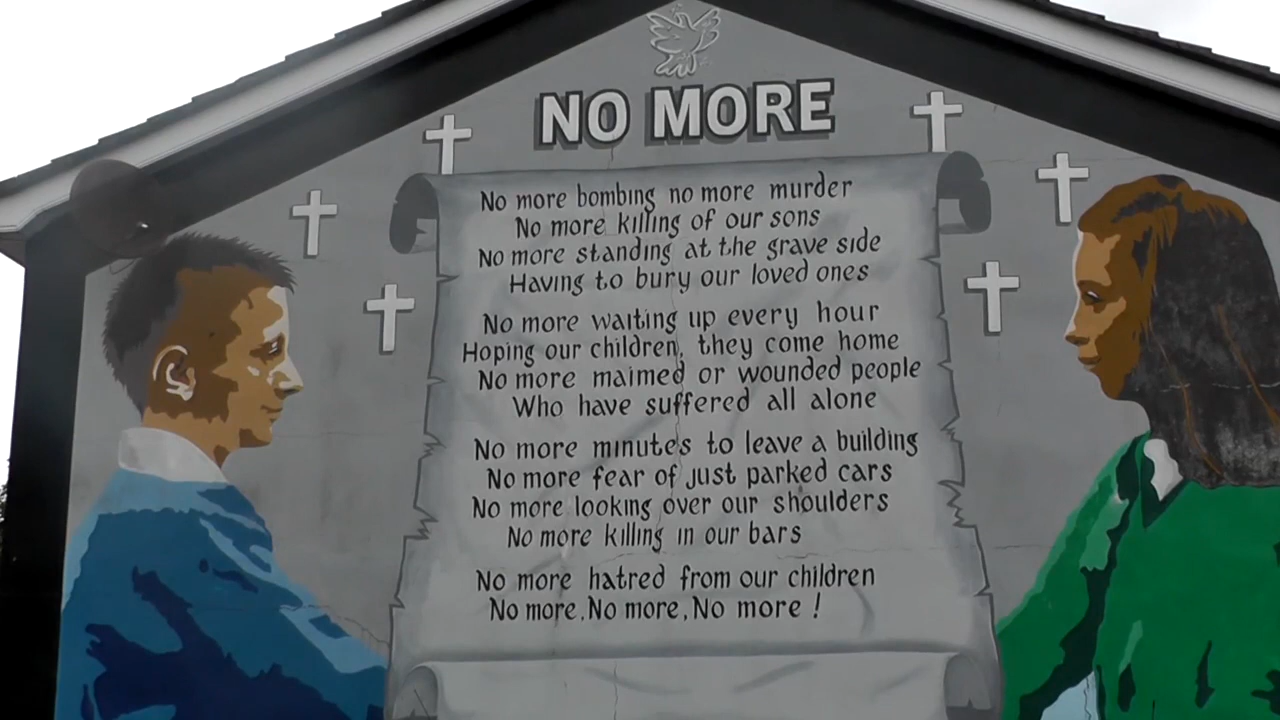 NO MORE
No more bombing no more murder
No more killing of our sons
No more standing at the grave side
Having to bury our loved ones
No more waiting up every hour
Hoping our children, they come home
No more maimed or wounded people
Who have suffered all alone
No more minutes to leave a building
No more fear of just parked cars
No more looking over our shoulders
No more killing in our bars
No more hatred from our children
No more. No more, No more !